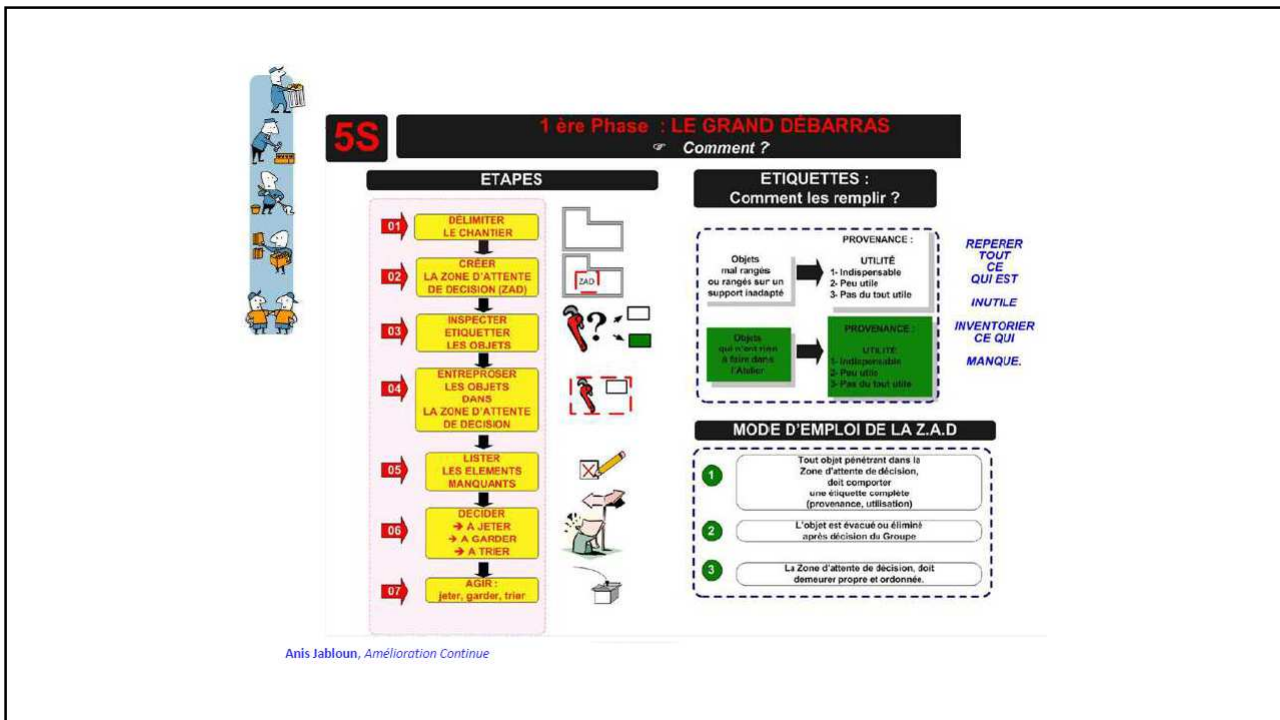 5S
1 ère Phase : LE GRAND DÉBARRAS
☞ Comment ?
ETAPES
01
DÉLIMITER
LE CHANTIER
02
CRÉER
LA ZONE D'ATTENTE
DE DECISION (ZAD)
ZAD
03
INSPECTER
ETIQUETTER
LES OBJETS
?
04
ENTREPROSER
LES OBJETS
DANS
LA ZONE D'ATTENTE
DE DECISION
05
LISTER
LES ELEMENTS
MANQUANTS
06
DECIDER
→ A JETER
→ A GARDER
→ A TRIER
07
AGIR :
jeter, garder, trier
ETIQUETTES :
Comment les remplir ?
Objets
mal rangés
ou rangés sur un
support inadapté
PROVENANCE :
UTILITÉ
1- Indispensable
2- Peu utile
3- Pas du tout utile
Objets
qui n'ont rien
à faire dans
l'Atelier
PROVENANCE :
UTILITÉ
1- Indispensable
2- Peu utile
3- Pas du tout utile
REPERER
TOUT
CE
QUI EST
INUTILE
INVENTORIER
CE QUI
MANQUE.
MODE D'EMPLOI DE LA Z.A.D
1
Tout objet pénétrant dans la
Zone d'attente de décision,
doit comporter
une étiquette complète
(provenance, utilisation)
2
L'objet est évacué ou éliminé
après décision du Groupe
3
La Zone d'attente de décision, doit
demeurer propre et ordonnée.
Anis Jabloun, Amélioration Continue